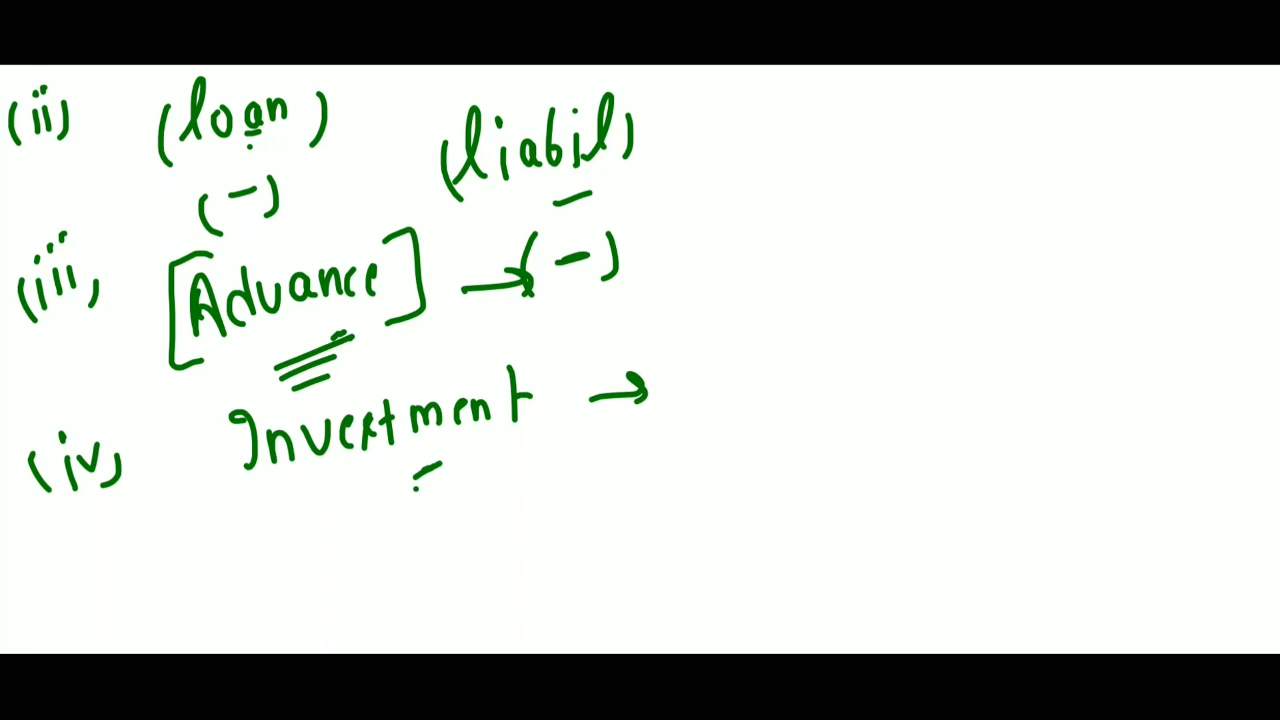 (ii) (loan) (liabil)
(-)
(iii) [Advance] → (-)
(iv) Investment →